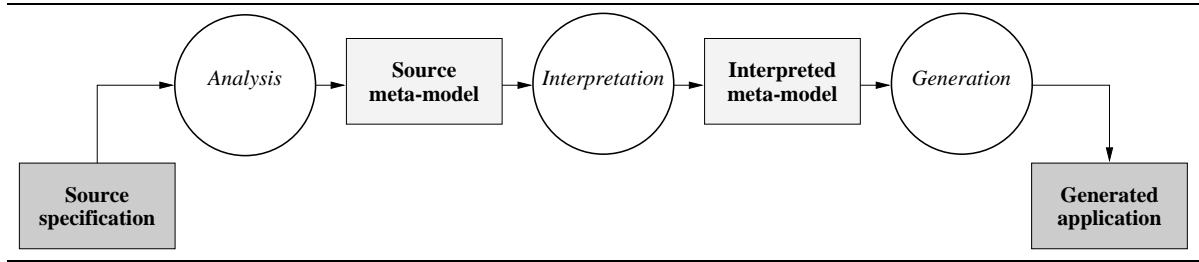 Source
specification
Analysis
Source
meta-model
Interpretation
Interpreted
meta-model
Generation
Generated
application